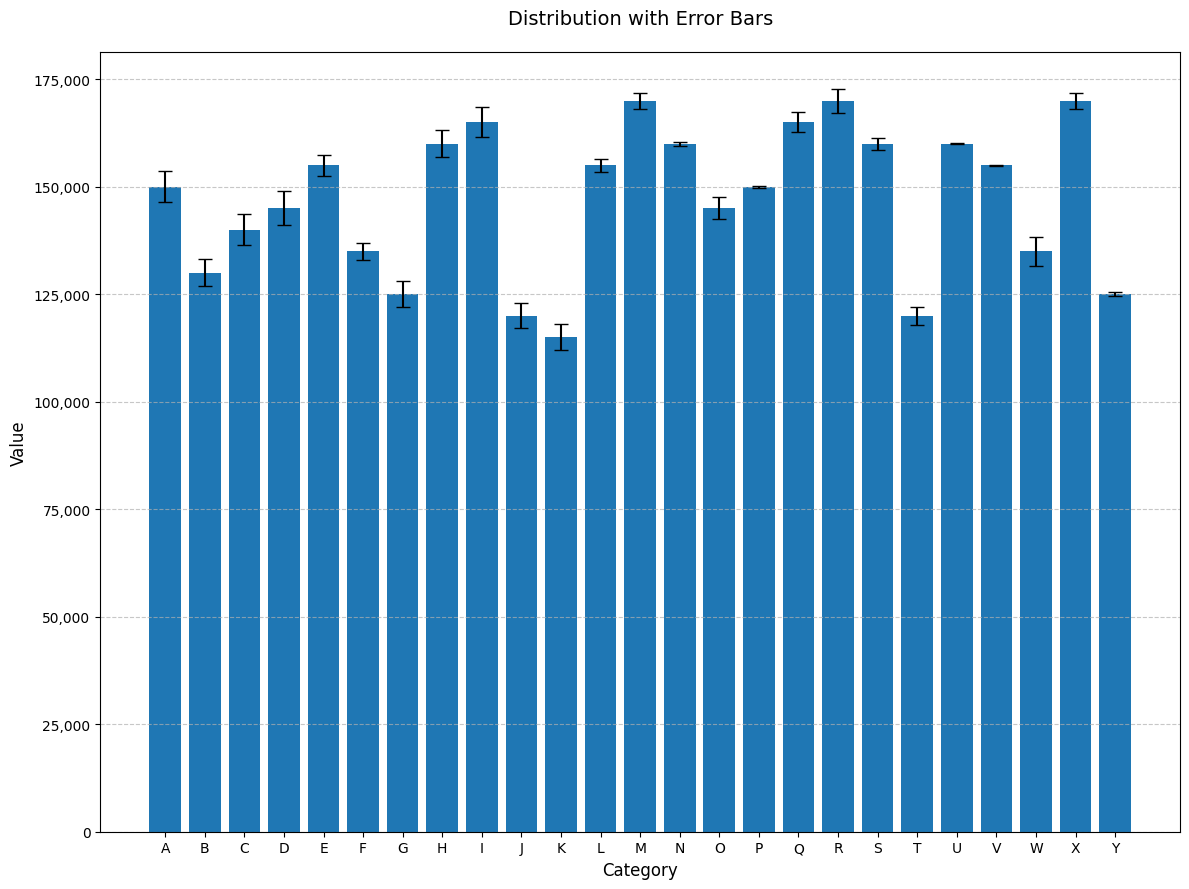 Distribution with Error Bars
175,000
150,000
125,000
100,000
75,000
50,000
25,000
0
Value
A B C D E F G H I J K L M N O P Q R S T U V W X Y
Category